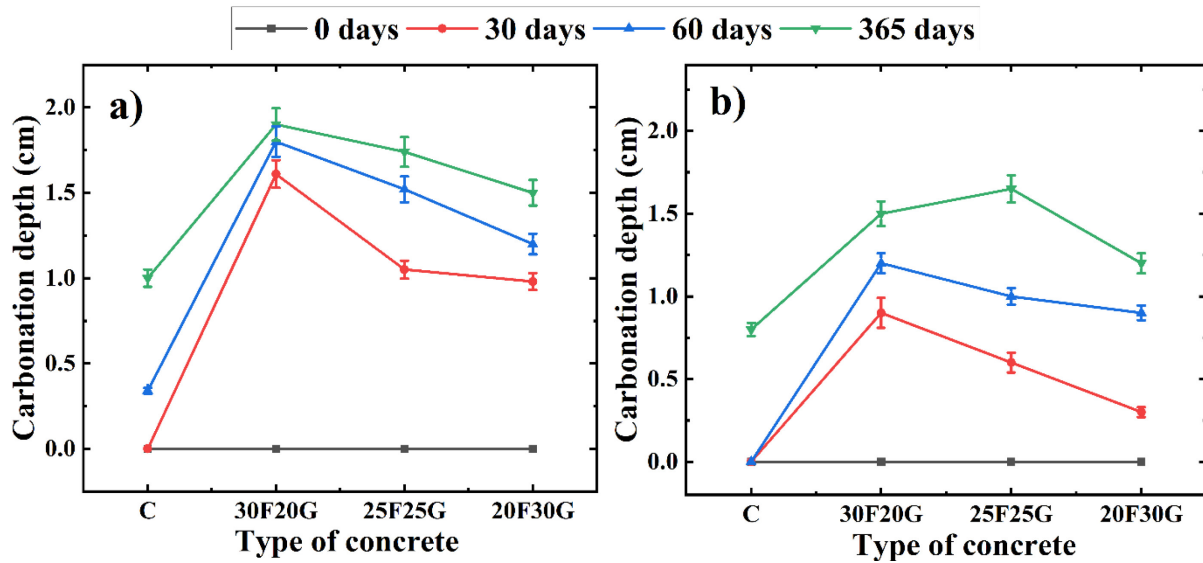 0 days 30 days 60 days 365 days
a)
Carbonation depth (cm)
2.0
1.5
1.0
0.5
0.0
C 30F20G 25F25G 20F30G
Type of concrete
b)
Carbonation depth (cm)
2.0
1.5
1.0
0.5
0.0
C 30F20G 25F25G 20F30G
Type of concrete